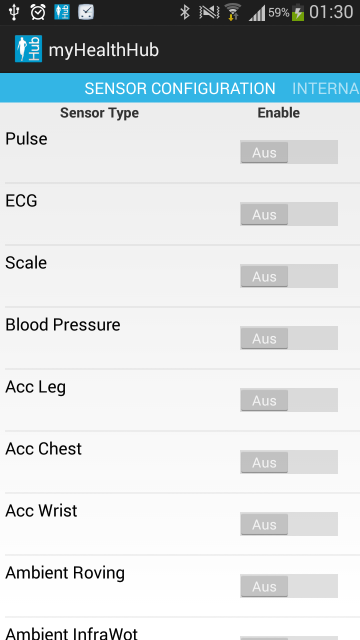 59% 01:30
Hub myHealthHub
SENSOR CONFIGURATION INTERNA
Sensor Type Enable
Pulse Aus
ECG Aus
Scale Aus
Blood Pressure Aus
Acc Leg Aus
Acc Chest Aus
Acc Wrist Aus
Ambient Roving Aus
Ambient InfraWot